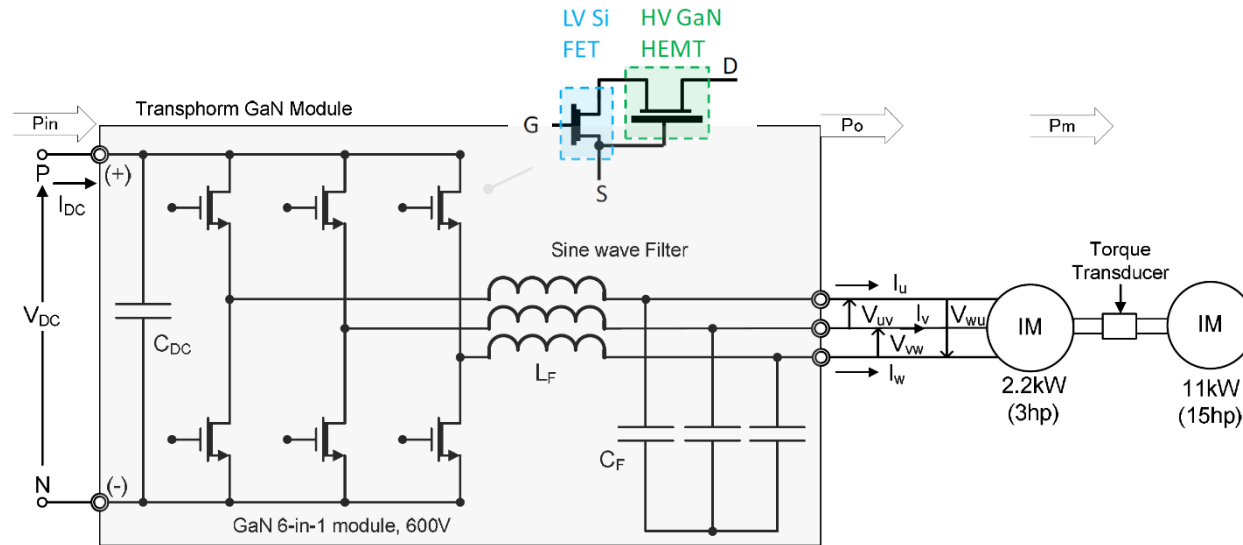 LV Si
FET
HV GaN
HEMT
D
G
S
Transphorm GaN Module
Pin
Po
Pm
P
(+)
IDC
VDC
CDC
N
(-)
Sine wave Filter
LF
CF
GaN 6-in-1 module, 600V
Iu
Vuv
Iv
Vwu
Vvw
Iw
Torque
Transducer
IM
2.2kW
(3hp)
IM
11kW
(15hp)